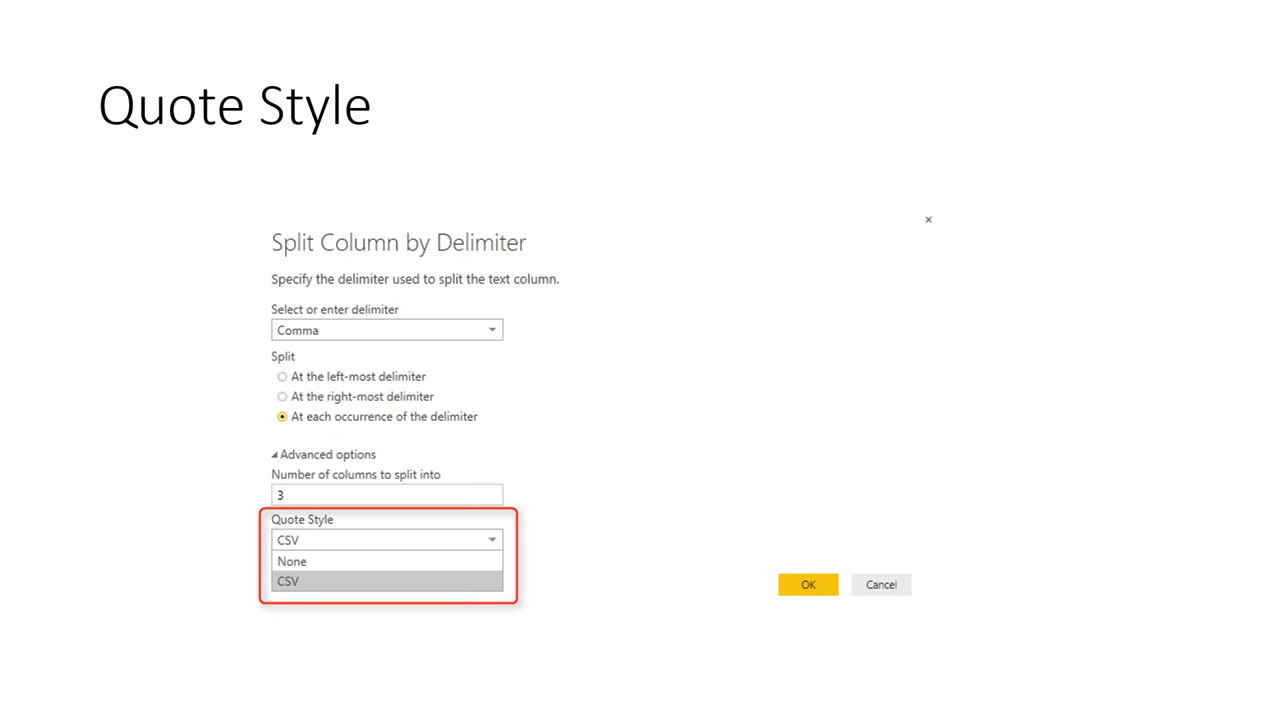 Quote Style
×
Split Column by Delimiter
Specify the delimiter used to split the text column.
Select or enter delimiter
Comma
Split
At the left-most delimiter
At the right-most delimiter
At each occurrence of the delimiter
Advanced options
Number of columns to split into
3
Quote Style
CSV
None
CSV
OK Cancel